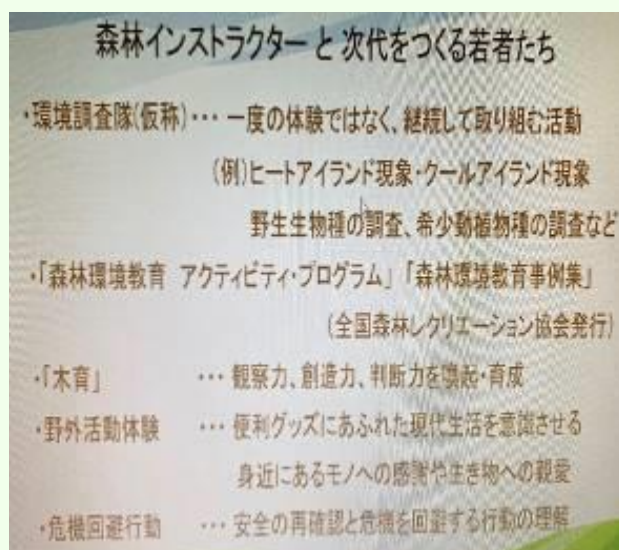 森林インストラクターと次代をつくる若者たち
・環境調査隊(仮称)・・・一度の体験ではなく、継続して取り組む活動
(例)ヒートアイランド現象・クールアイランド現象
野生生物種の調査、希少動植物種の調査など
・「森林環境教育 アクティビティ・プログラム」「森林環境教育事例集」
(全国森林レクリエーション協会発行)
・「木育」 ・・・観察力、創造力、判断力を喚起・育成
・野外活動体験 ・・・便利グッズにあふれた現代生活を意識させる
身近にあるモノへの感謝や生き物への親愛
・危機回避行動 ・・・安全の再確認と危機を回避する行動の理解